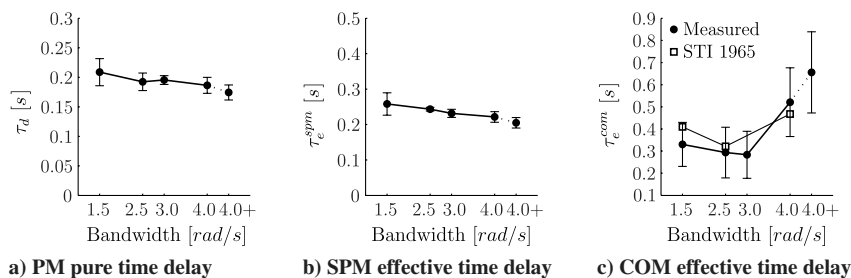 0.3
0.25
0.2
0.15
0.1
0.05
0
τ_d [s]
1.5 2.5 3.0 4.0 4.0+
Bandwidth [rad/s]
a) PM pure time delay
0.5
0.4
0.3
0.2
0.1
0
τ_e^{spm} [s]
1.5 2.5 3.0 4.0 4.0+
Bandwidth [rad/s]
b) SPM effective time delay
0.9
0.8
0.7
0.6
0.5
0.4
0.3
0.2
0.1
τ_e^{com} [s]
Measured
STI 1965
1.5 2.5 3.0 4.0 4.0+
Bandwidth [rad/s]
c) COM effective time delay